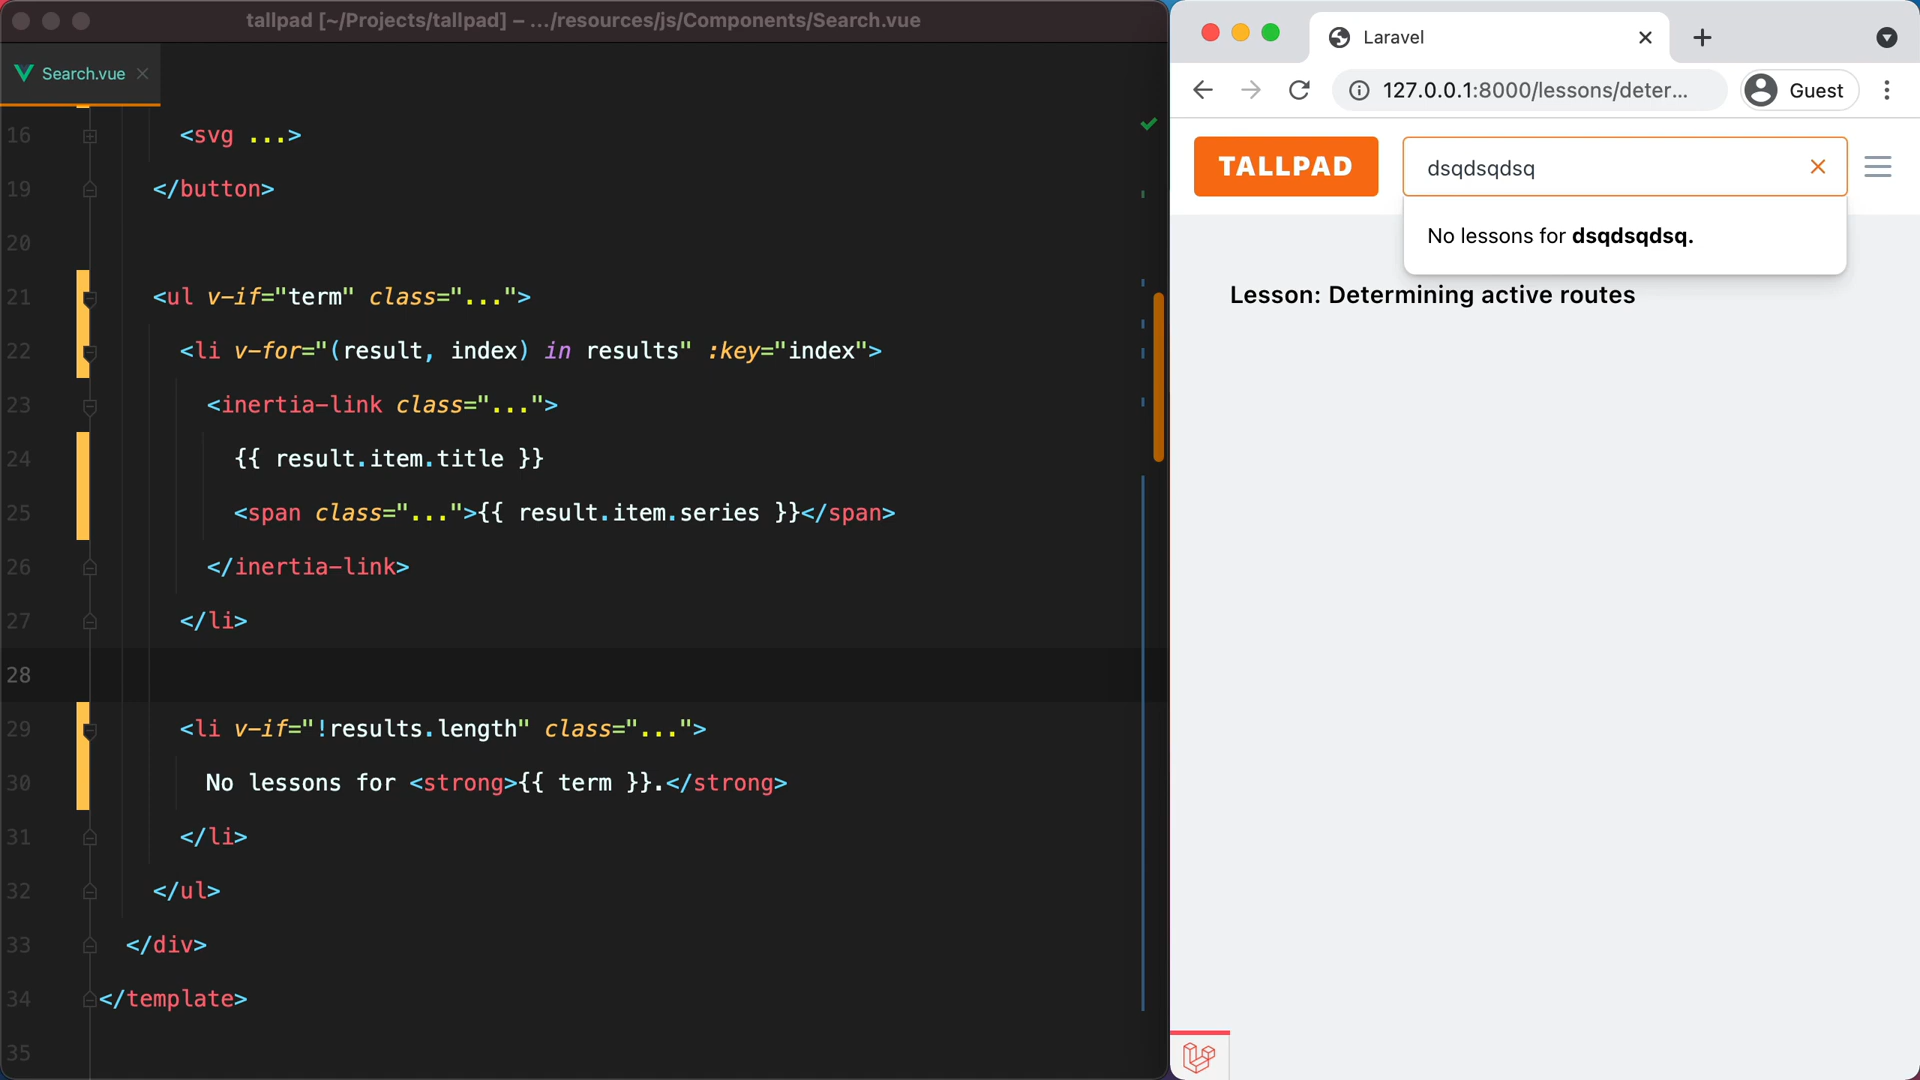 tallpad [~/Projects/tallpad] – .../resources/js/Components/Search.vue
Search.vue
16 <svg ...>
19 </button>
20
21 <ul v-if="term" class="...">
22 <li v-for="(result, index) in results" :key="index">
23 <inertia-link class="...">
24 {{ result.item.title }}
25 <span class="...">{{ result.item.series }}</span>
26 </inertia-link>
27 </li>
28
29 <li v-if="!results.length" class="...">
30 No lessons for <strong>{{ term }}.</strong>
31 </li>
32 </ul>
33 </div>
34 </template>
35
Laravel
127.0.0.1:8000/lessons/deter...
Guest
TALLPAD
dsqdsqdsq
No lessons for dsqdsqdsq.
Lesson: Determining active routes